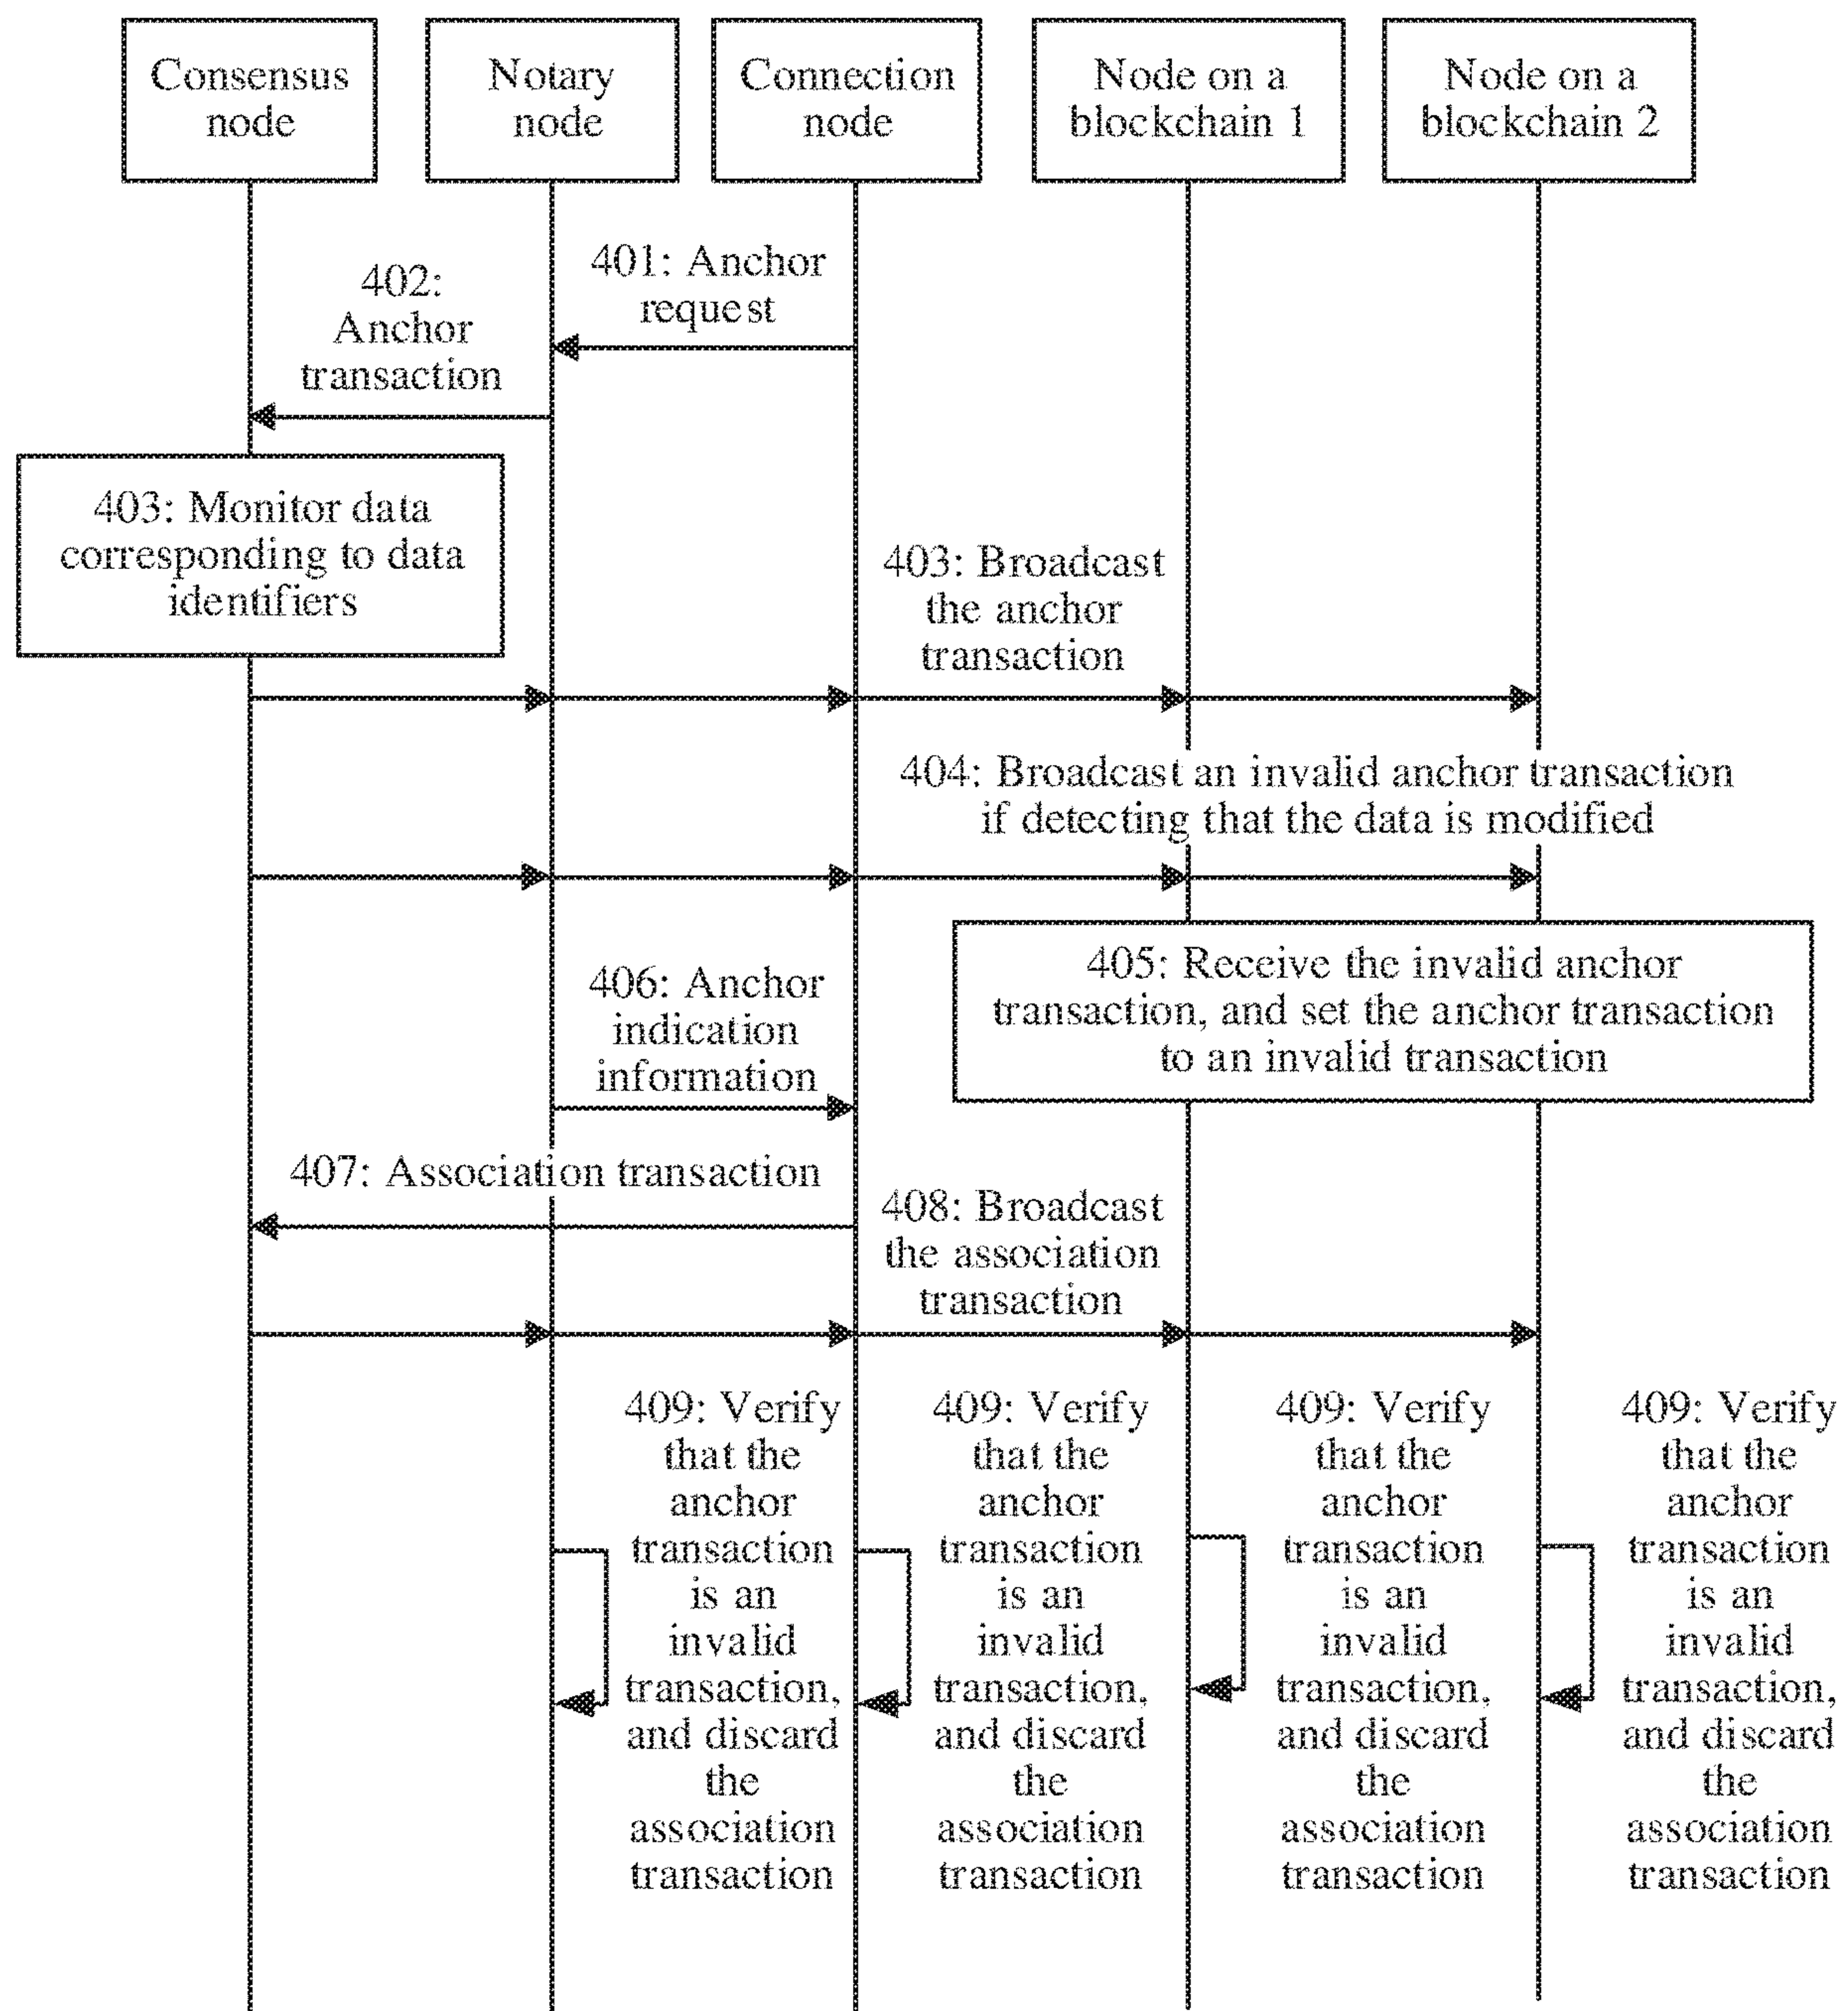 Consensus
node
Notary
node
Connection
node
Node on a
blockchain 1
Node on a
blockchain 2
401: Anchor
request
402:
Anchor
transaction
403: Monitor data
corresponding to data
identifiers
403: Broadcast
the anchor
transaction
404: Broadcast an invalid anchor transaction
if detecting that the data is modified
405: Receive the invalid anchor
transaction, and set the anchor transaction
to an invalid transaction
406: Anchor
indication
information
407: Association transaction
408: Broadcast
the association
transaction
409: Verify
that the
anchor
transaction
is an
invalid
transaction,
and discard
the
association
transaction
409: Verify
that the
anchor
transaction
is an
invalid
transaction,
and discard
the
association
transaction
409: Verify
that the
anchor
transaction
is an
invalid
transaction,
and discard
the
association
transaction
409: Verify
that the
anchor
transaction
is an
invalid
transaction,
and discard
the
association
transaction